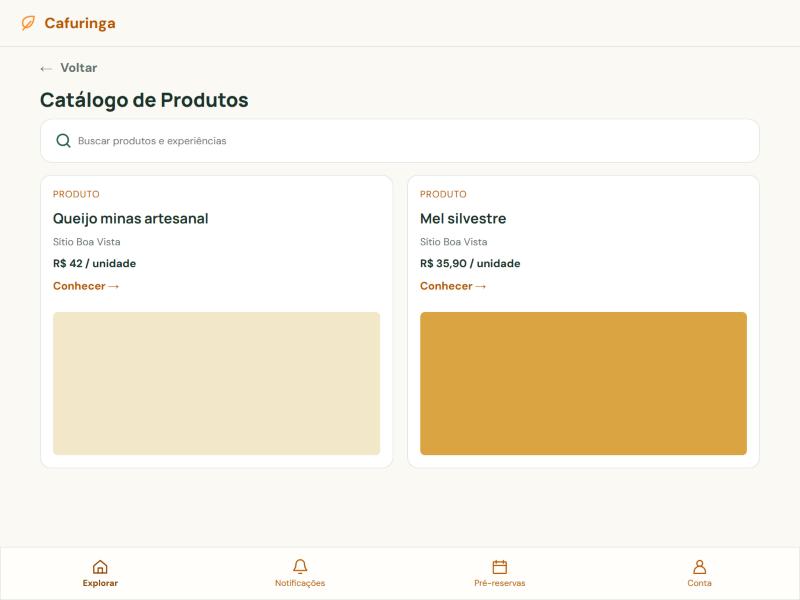 Cafuringa
← Voltar
Catálogo de Produtos
Buscar produtos e experiências
PRODUTO
Queijo minas artesanal
Sítio Boa Vista
R$ 42 / unidade
Conhecer →
PRODUTO
Mel silvestre
Sítio Boa Vista
R$ 35,90 / unidade
Conhecer →
Explorar
Notificações
Pré-reservas
Conta